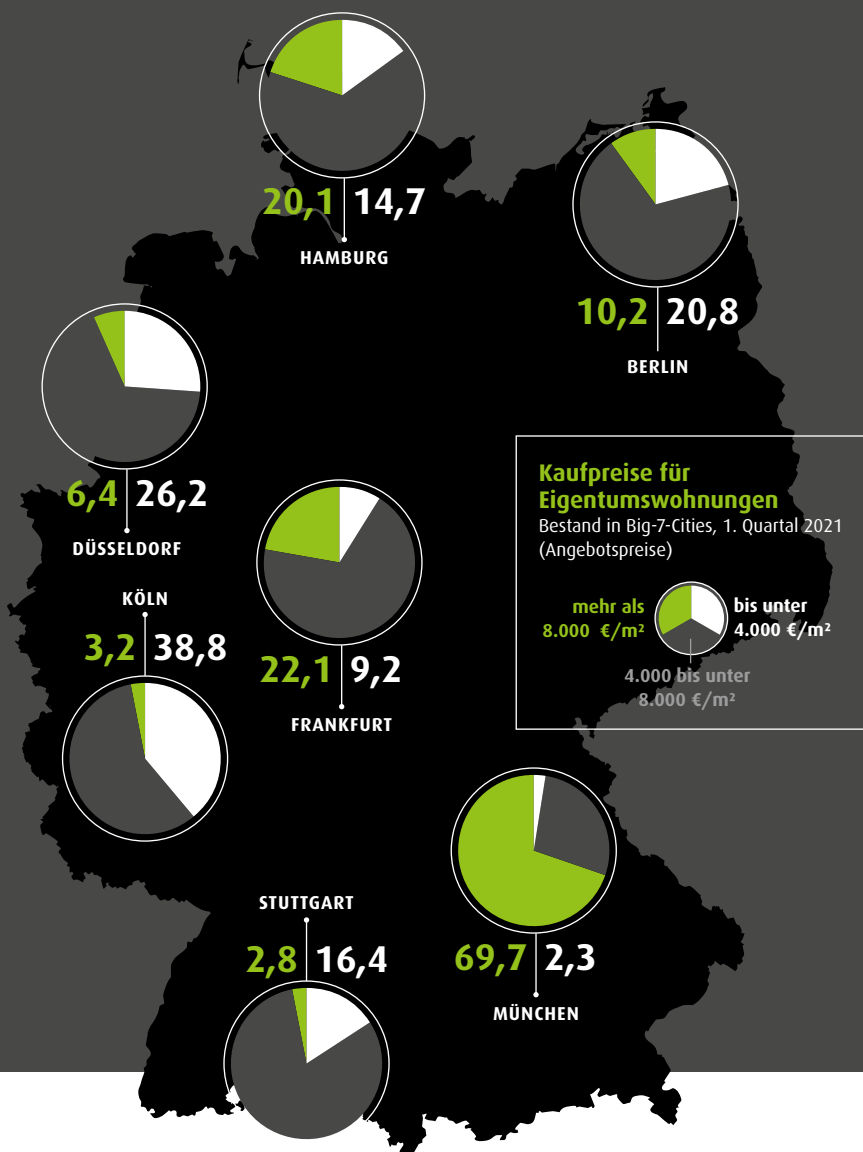 20,1 14,7
HAMBURG
10,2 20,8
BERLIN
6,4 26,2
DÜSSELDORF
Kaufpreise für
Eigentumswohnungen
Bestand in Big-7-Cities, 1. Quartal 2021
(Angebotspreise)
mehr als
8.000 €/m²
bis unter
4.000 €/m²
4.000 bis unter
8.000 €/m²
KÖLN
3,2 38,8
22,1 9,2
FRANKFURT
STUTTGART
2,8 16,4
69,7 2,3
MÜNCHEN